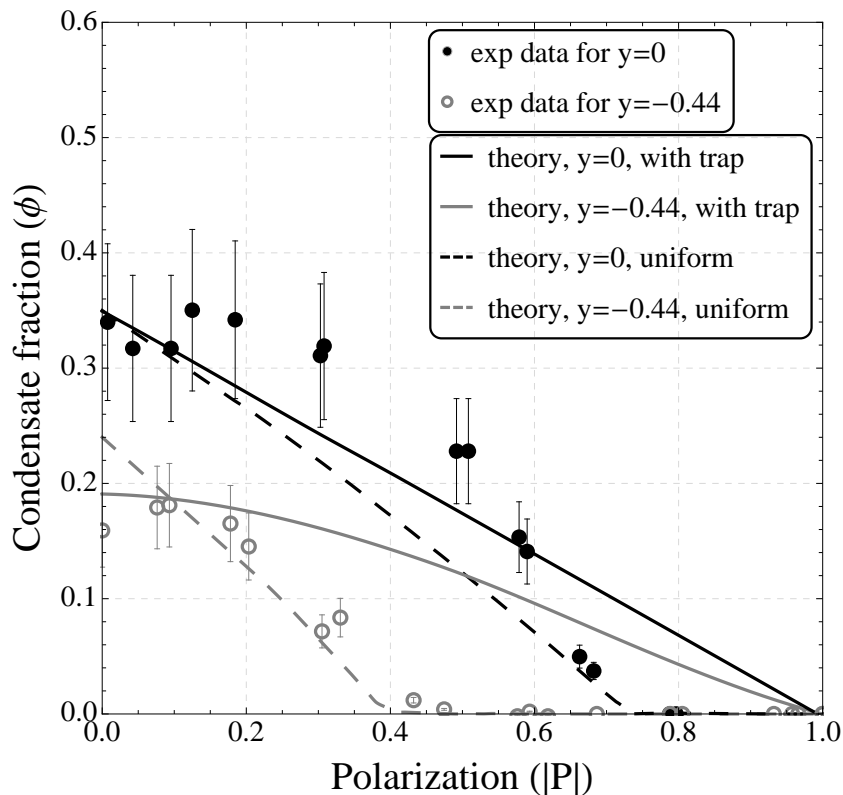 0.6
0.5
0.4
0.3
0.2
0.1
0.0
Condensate fraction (ϕ)
exp data for y=0
exp data for y=−0.44
theory, y=0, with trap
theory, y=−0.44, with trap
theory, y=0, uniform
theory, y=−0.44, uniform
0.0 0.2 0.4 0.6 0.8 1.0
Polarization (|P|)